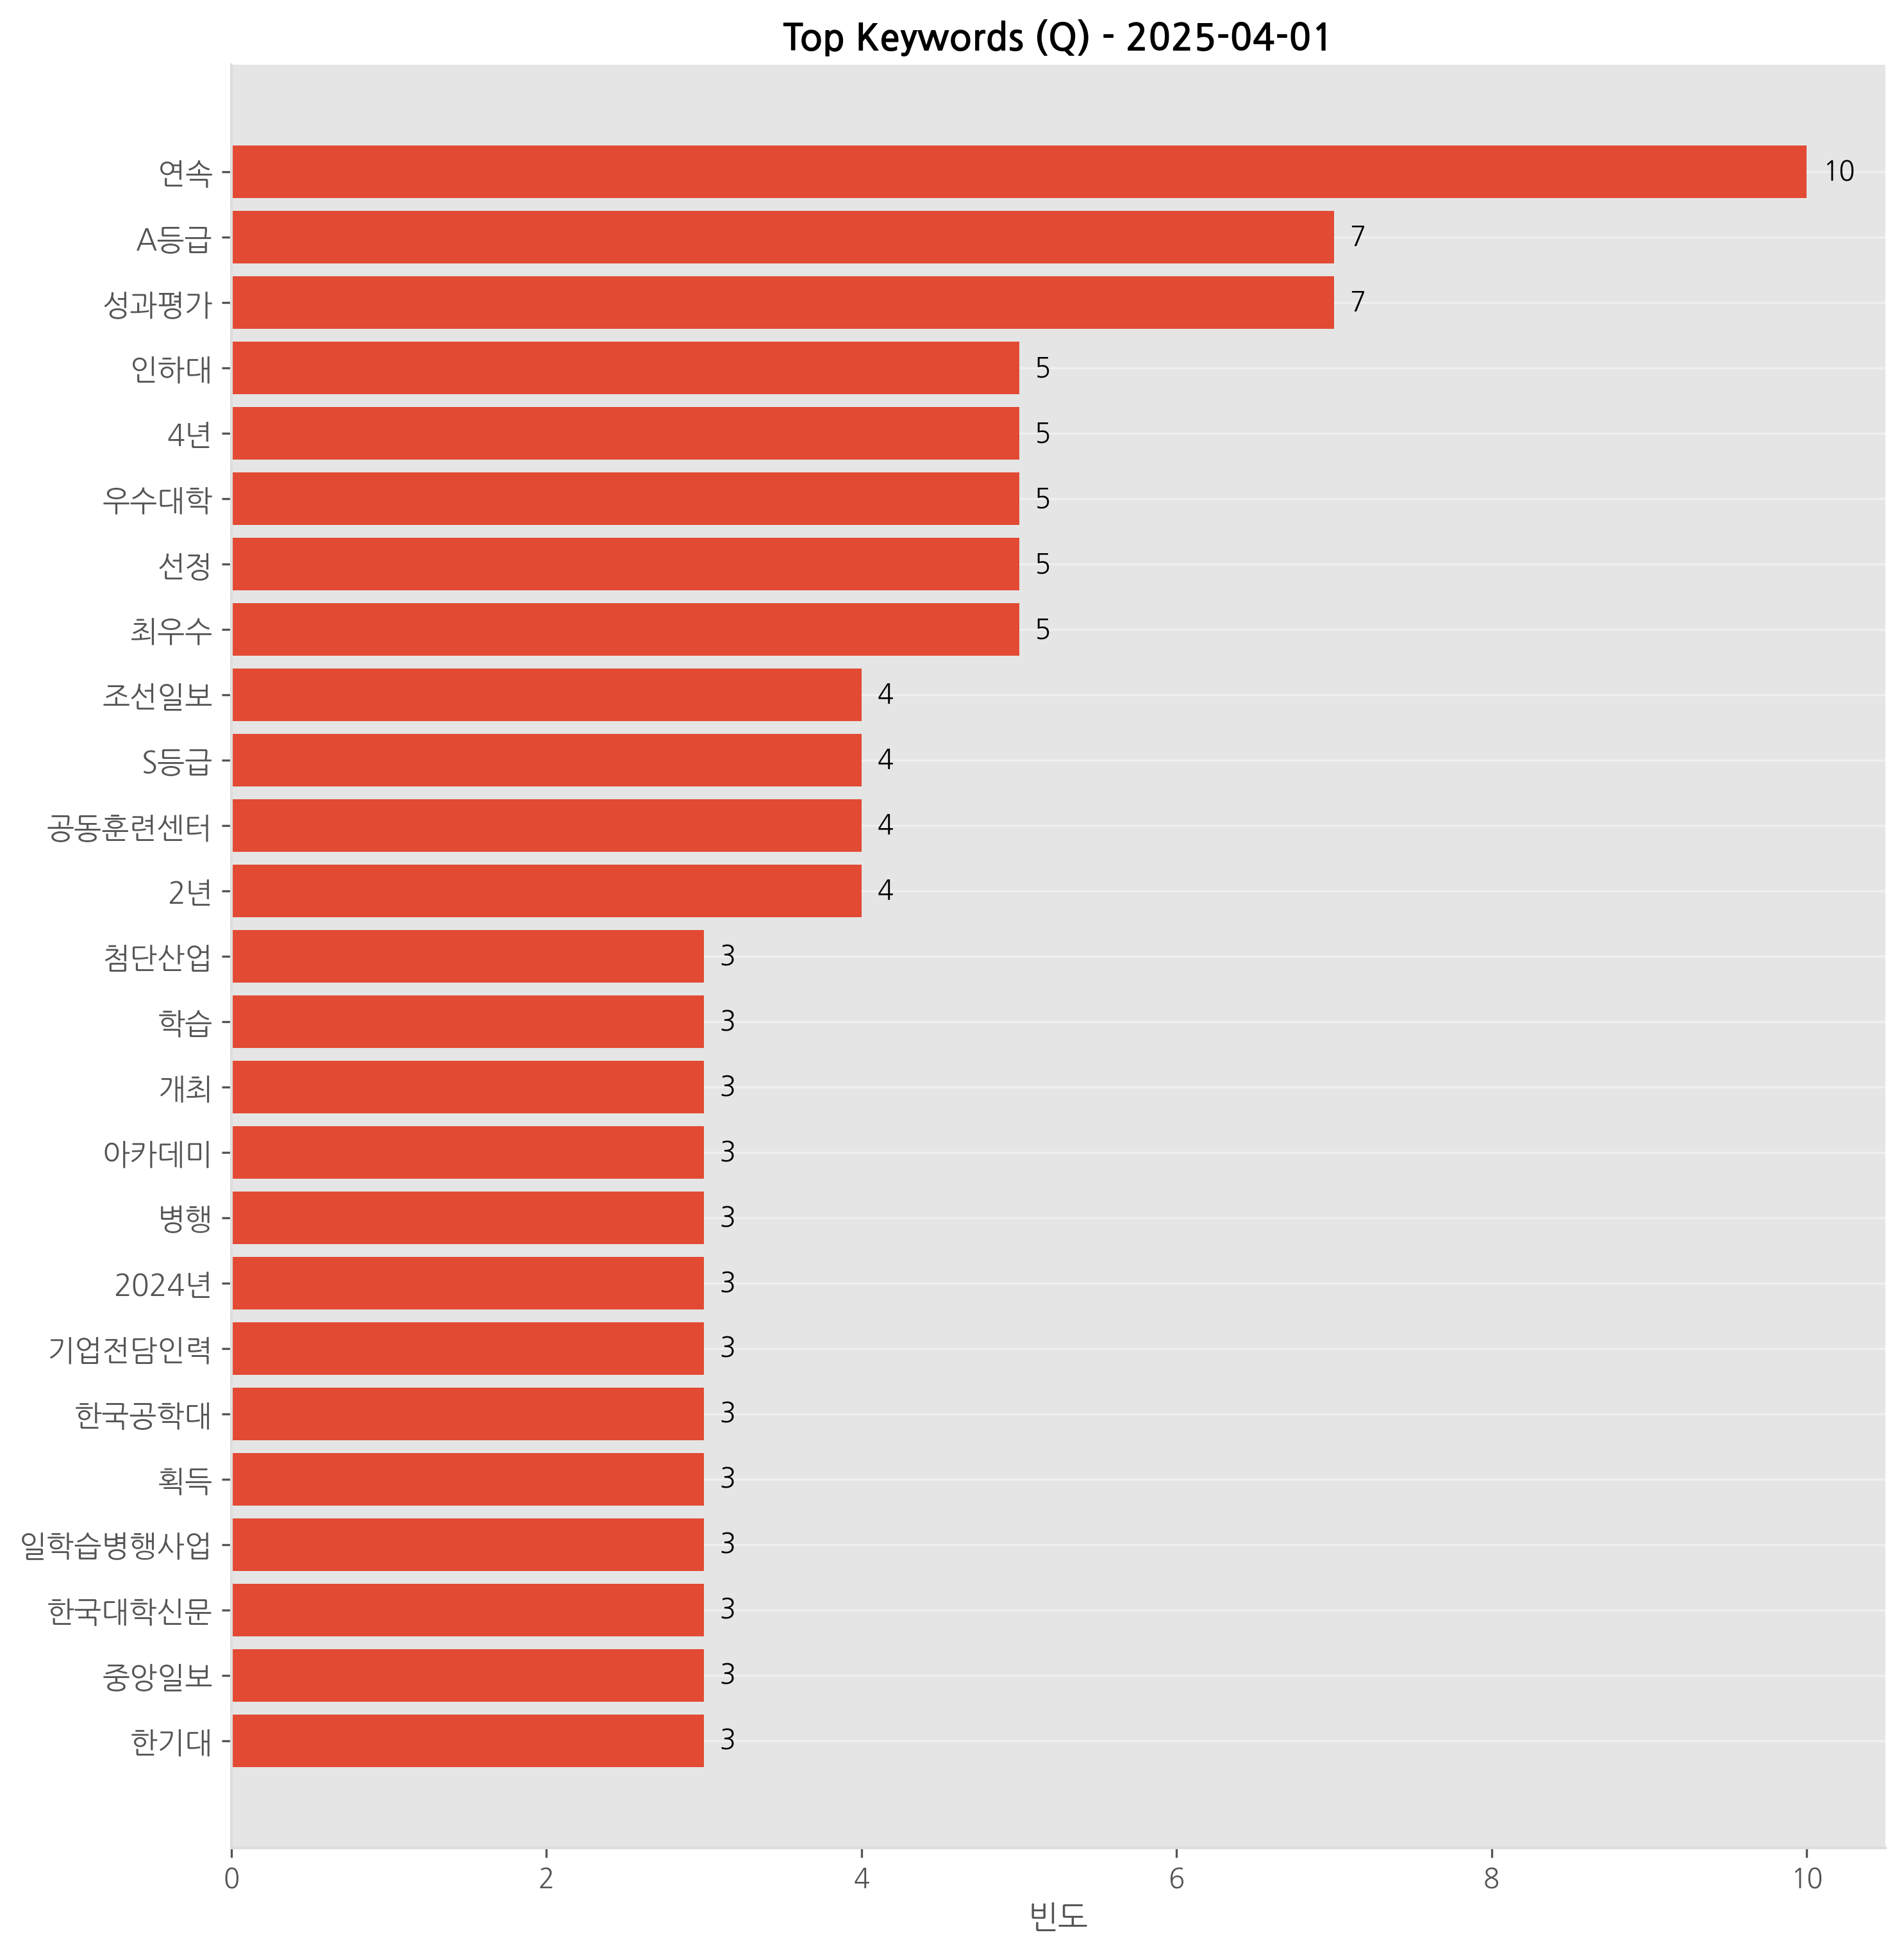 Top Keywords (Q) - 2025-04-01
연속 10
A등급 7
성과평가 7
인하대 5
4년 5
우수대학 5
선정 5
최우수 5
조선일보 4
S등급 4
공동훈련센터 4
2년 4
첨단산업 3
학습 3
개최 3
아카데미 3
병행 3
2024년 3
기업전담인력 3
한국공학대 3
획득 3
일학습병행사업 3
한국대학신문 3
중앙일보 3
한기대 3
0 2 4 6 8 10
빈도